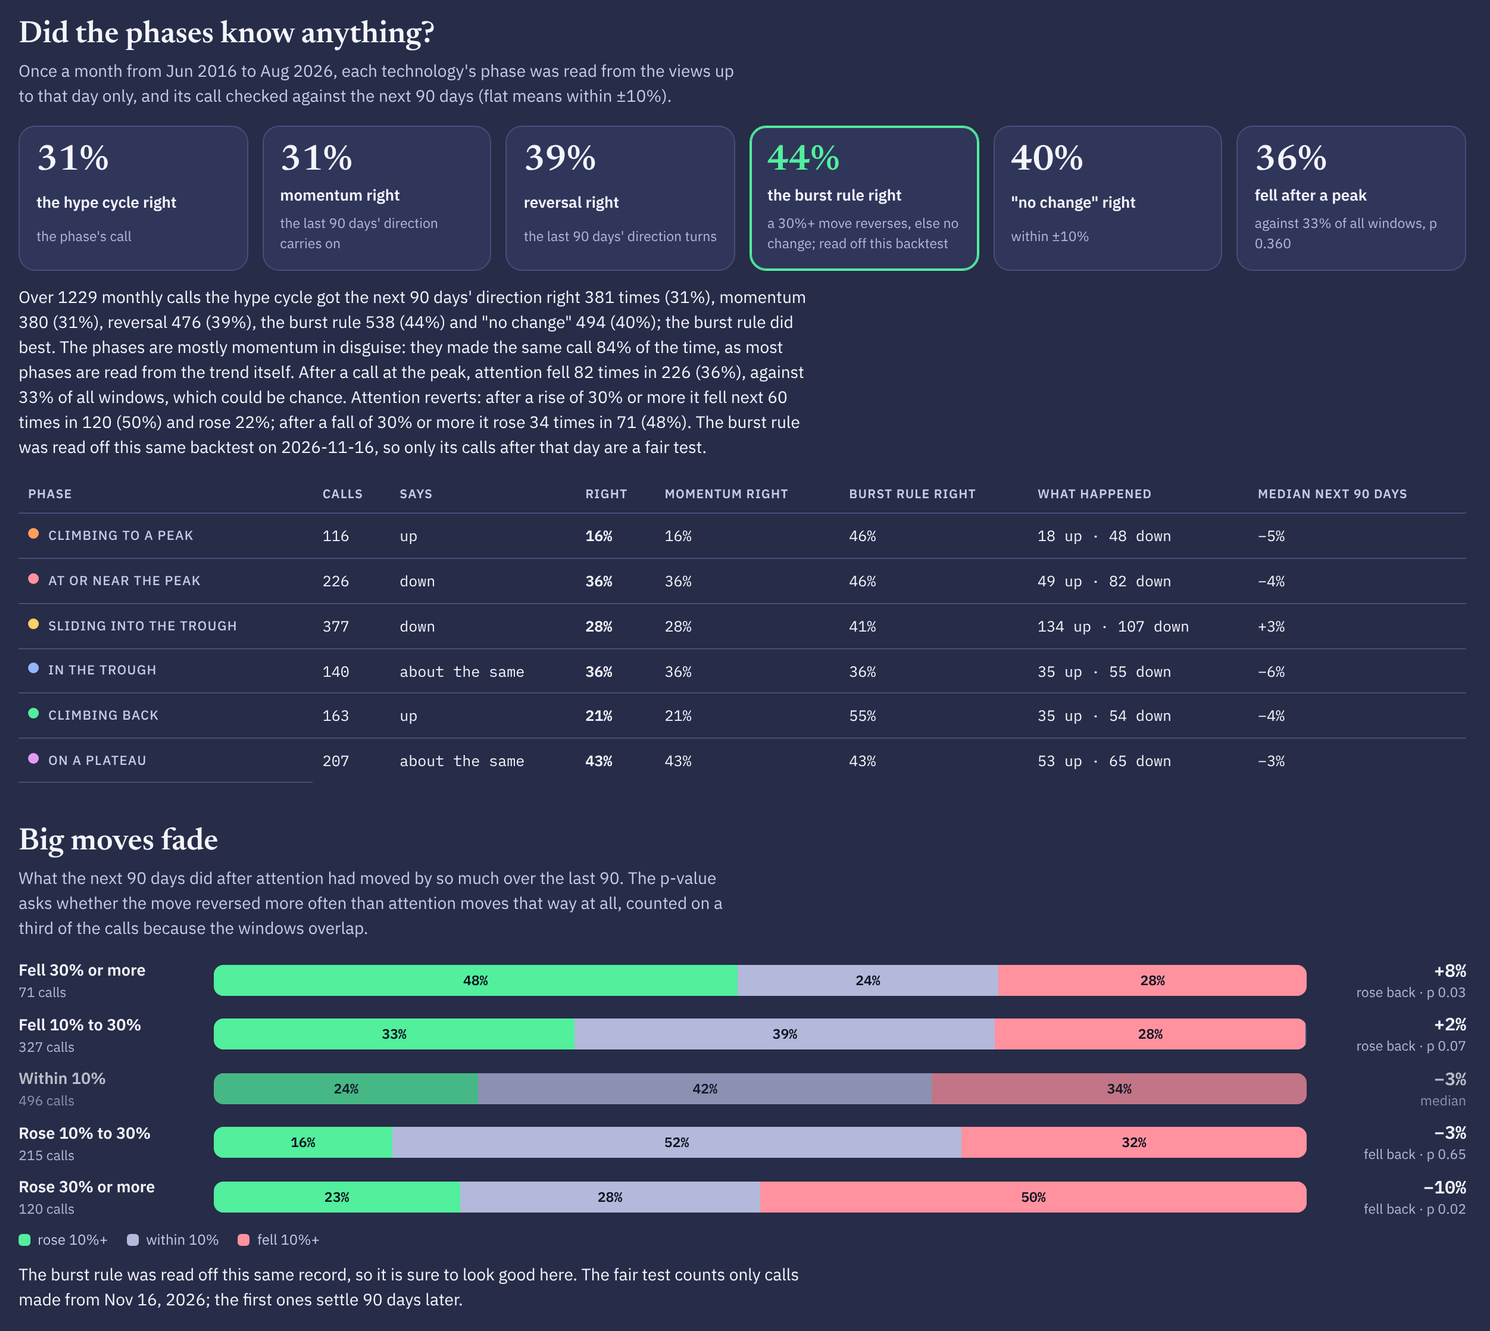 Did the phases know anything?
Once a month from Jun 2016 to Aug 2026, each technology's phase was read from the views up
to that day only, and its call checked against the next 90 days (flat means within ±10%).
31%
the hype cycle right
the phase's call
31%
momentum right
the last 90 days' direction
carries on
39%
reversal right
the last 90 days' direction turns
44%
the burst rule right
a 30%+ move reverses, else no
change; read off this backtest
40%
"no change" right
within ±10%
36%
fell after a peak
against 33% of all windows, p
0.360
Over 1229 monthly calls the hype cycle got the next 90 days' direction right 381 times (31%), momentum
380 (31%), reversal 476 (39%), the burst rule 538 (44%) and "no change" 494 (40%); the burst rule did
best. The phases are mostly momentum in disguise: they made the same call 84% of the time, as most
phases are read from the trend itself. After a call at the peak, attention fell 82 times in 226 (36%), against
33% of all windows, which could be chance. Attention reverts: after a rise of 30% or more it fell next 60
times in 120 (50%) and rose 22%; after a fall of 30% or more it rose 34 times in 71 (48%). The burst rule
was read off this same backtest on 2026-11-16, so only its calls after that day are a fair test.
PHASE CALLS SAYS RIGHT MOMENTUM RIGHT BURST RULE RIGHT WHAT HAPPENED MEDIAN NEXT 90 DAYS
CLIMBING TO A PEAK 116 up 16% 16% 46% 18 up · 48 down −5%
AT OR NEAR THE PEAK 226 down 36% 36% 46% 49 up · 82 down −4%
SLIDING INTO THE TROUGH 377 down 28% 28% 41% 134 up · 107 down +3%
IN THE TROUGH 140 about the same 36% 36% 36% 35 up · 55 down −6%
CLIMBING BACK 163 up 21% 21% 55% 35 up · 54 down −4%
ON A PLATEAU 207 about the same 43% 43% 43% 53 up · 65 down −3%
Big moves fade
What the next 90 days did after attention had moved by so much over the last 90. The p-value
asks whether the move reversed more often than attention moves that way at all, counted on a
third of the calls because the windows overlap.
Fell 30% or more
71 calls
48% 24% 28%
+8%
rose back · p 0.03
Fell 10% to 30%
327 calls
33% 39% 28%
+2%
rose back · p 0.07
Within 10%
496 calls
24% 42% 34%
−3%
median
Rose 10% to 30%
215 calls
16% 52% 32%
−3%
fell back · p 0.65
Rose 30% or more
120 calls
23% 28% 50%
−10%
fell back · p 0.02
rose 10%+ within 10% fell 10%+
The burst rule was read off this same record, so it is sure to look good here. The fair test counts only calls
made from Nov 16, 2026; the first ones settle 90 days later.